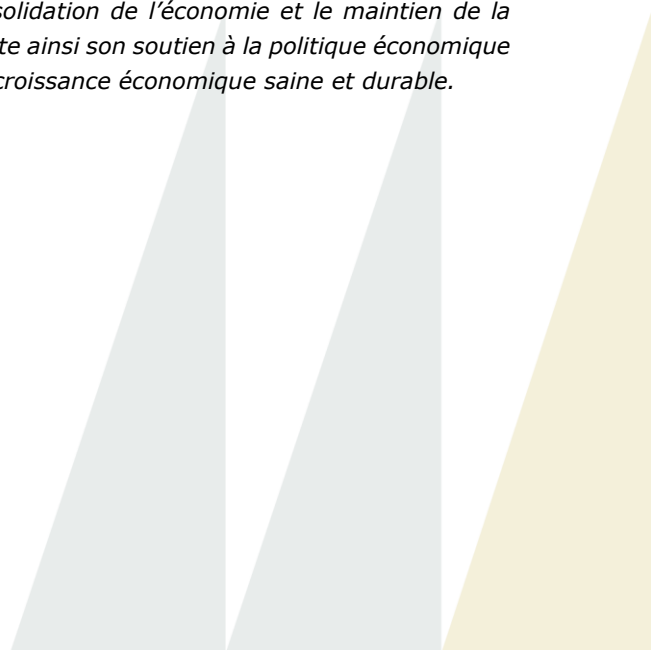 solidation de l’économie et le maintien de la
te ainsi son soutien à la politique économique
croissance économique saine et durable.